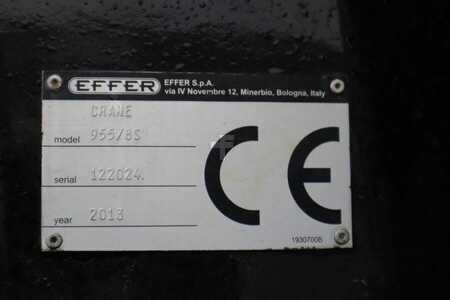 EFFER
EFFER S.p.A.
via IV Novembre 12, Minerbio, Bologna, Italy
CRANE
model 955/8S
serial 122024
year 2013
CE
1930700B